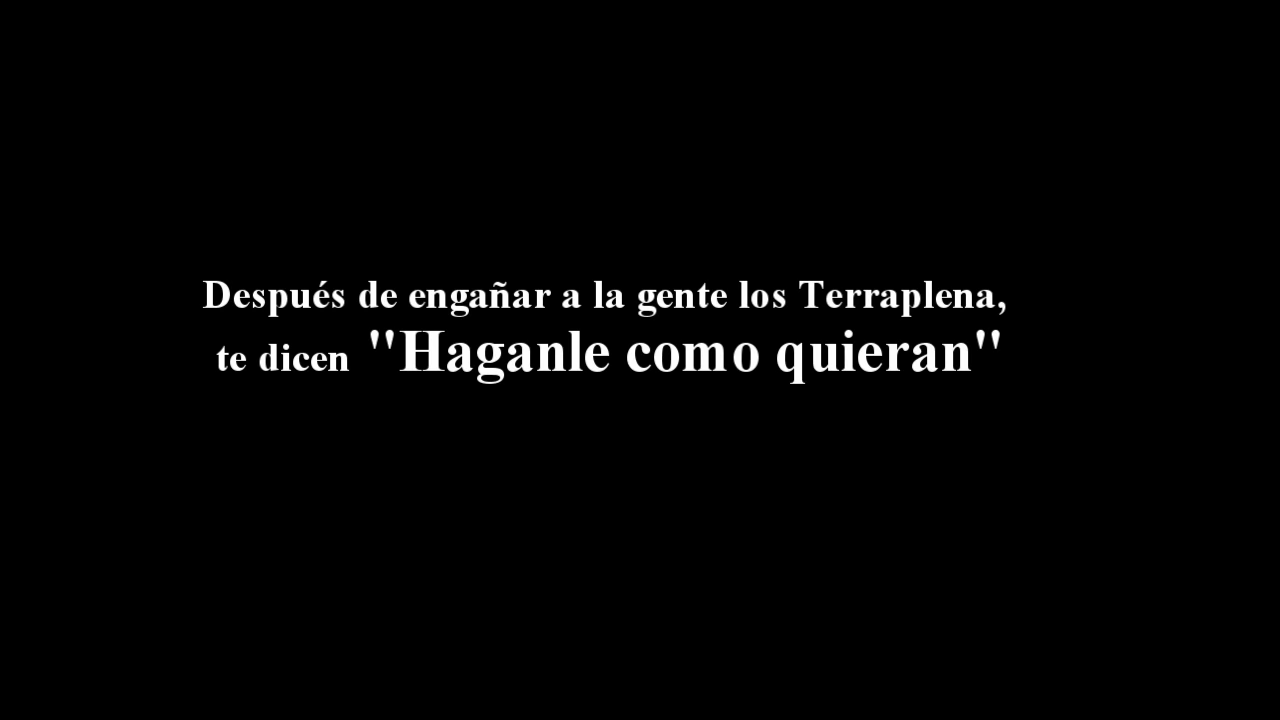 Después de engañar a la gente los Terraplena,
te dicen "Haganle como quieran"